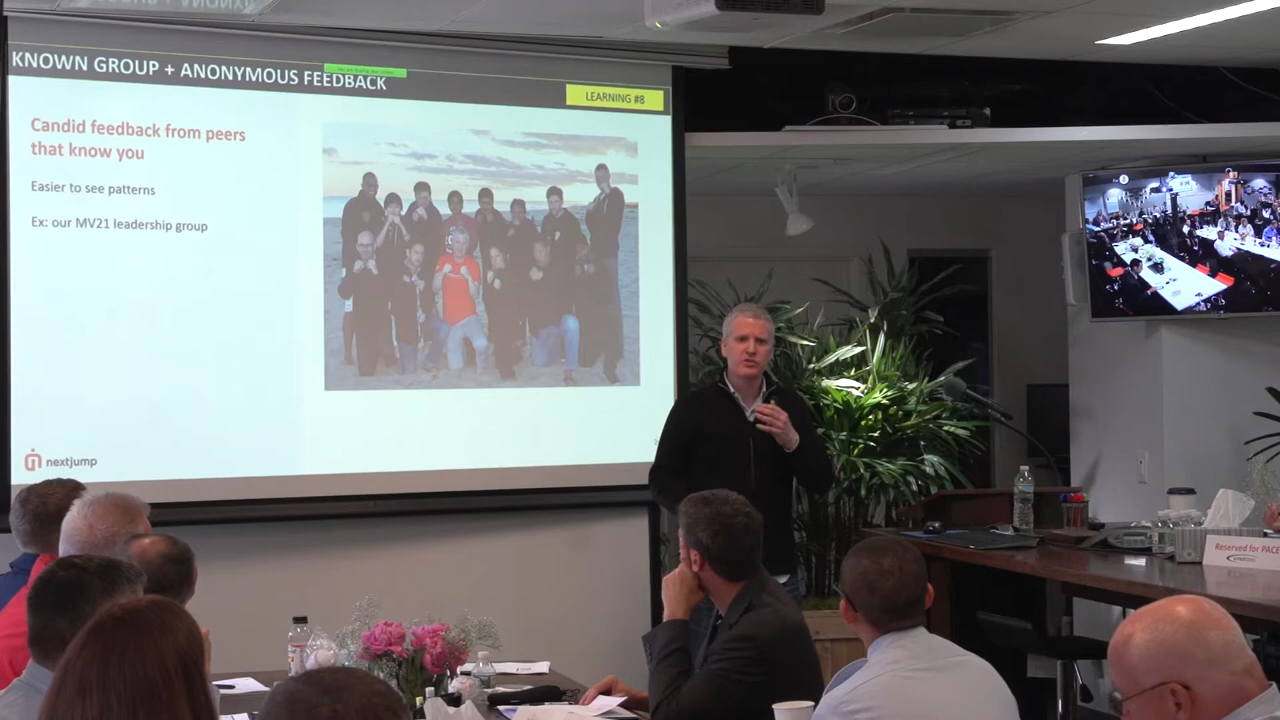 KNOWN GROUP + ANONYMOUS FEEDBACK
LEARNING #8
Candid feedback from peers
that know you
Easier to see patterns
Ex: our MV21 leadership group
nextjump
Reserved for PACE